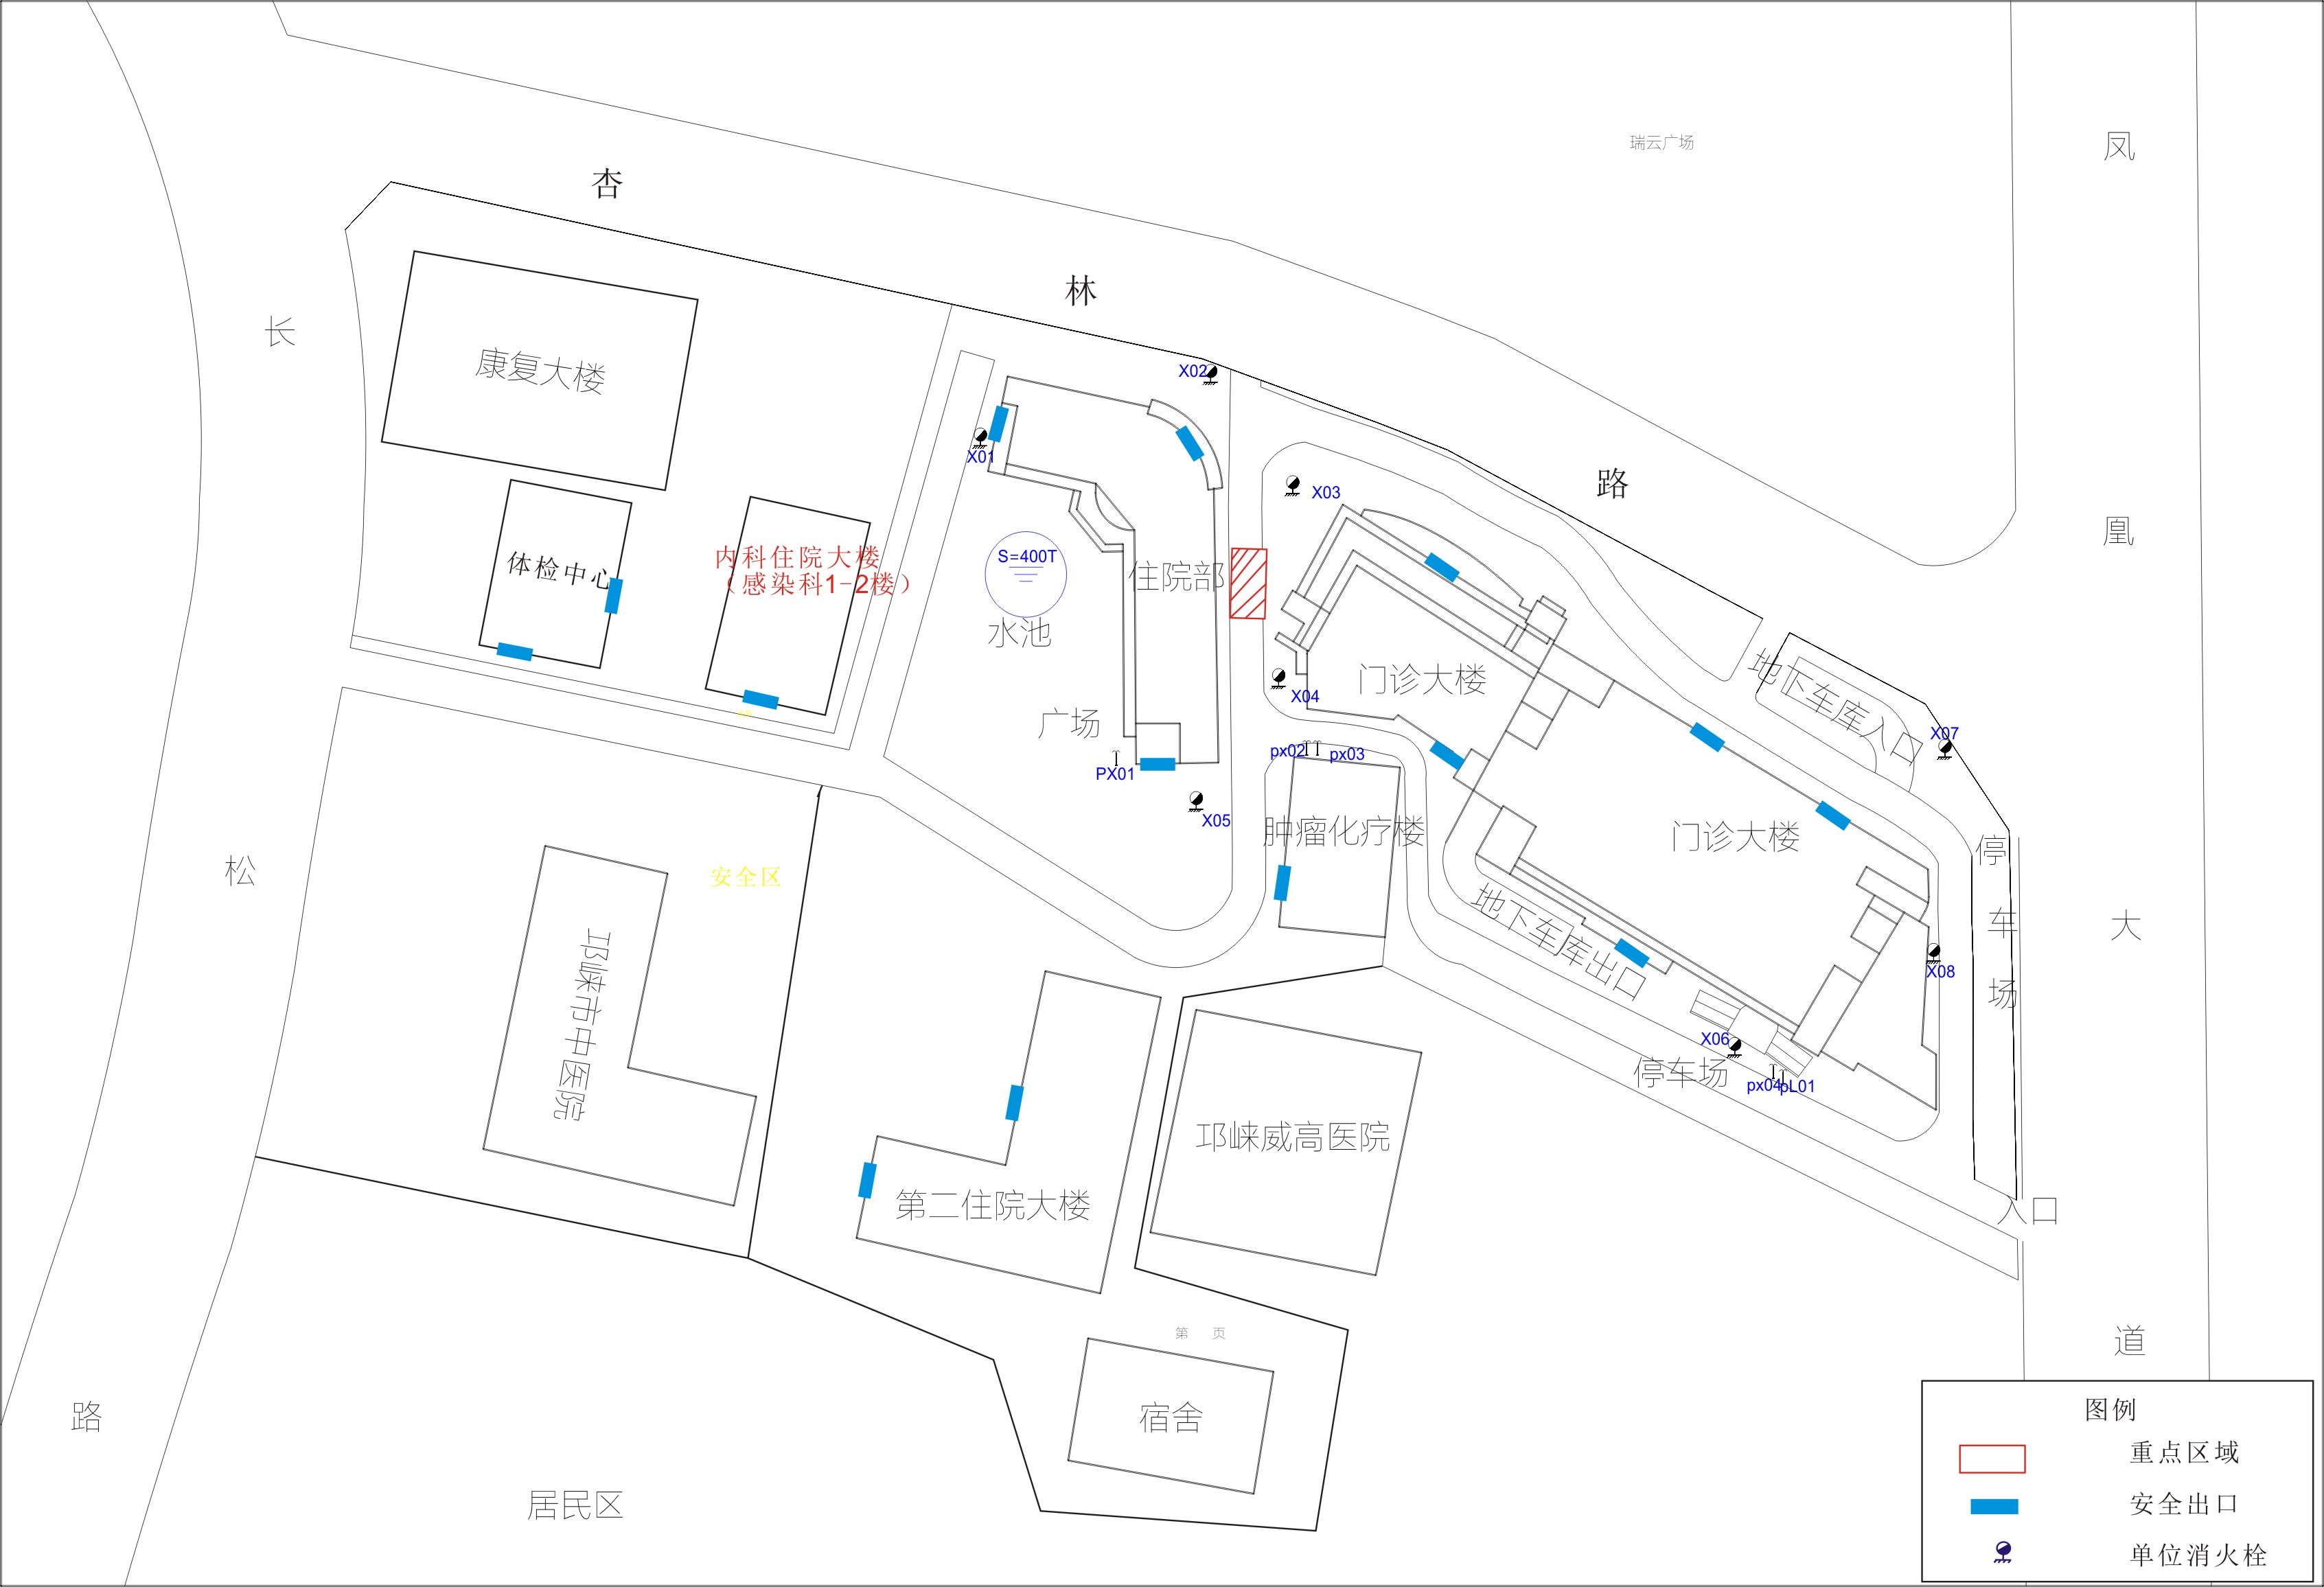 瑞云广场
凤
凰
大
道
杏
林
路
长
松
路
康复大楼
体检中心
内科住院大楼
（感染科1-2楼）
X02
X01
S=400T
水池
住院部
广场
PX01
X05
X03
X04
px02
px03
门诊大楼
肿瘤化疗楼
门诊大楼
地下车库入口
X07
停
车
场
X08
地下车库出口
X06
停车场
px04
pL01
入口
安全区
邛崃市中医院
第二住院大楼
邛崃威高医院
第 页
宿舍
居民区
图例
重点区域
安全出口
单位消火栓